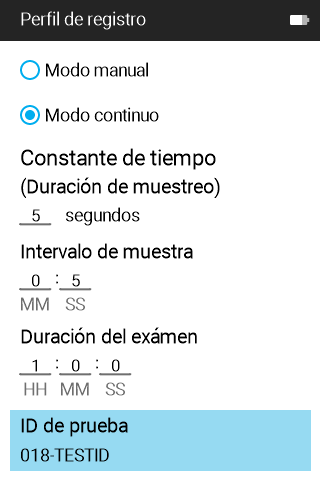 Perfil de registro
Modo manual
Modo continuo
Constante de tiempo
(Duración de muestreo)
5 segundos
Intervalo de muestra
0 : 5
MM SS
Duración del exámen
1 : 0 : 0
HH MM SS
ID de prueba
018-TESTID